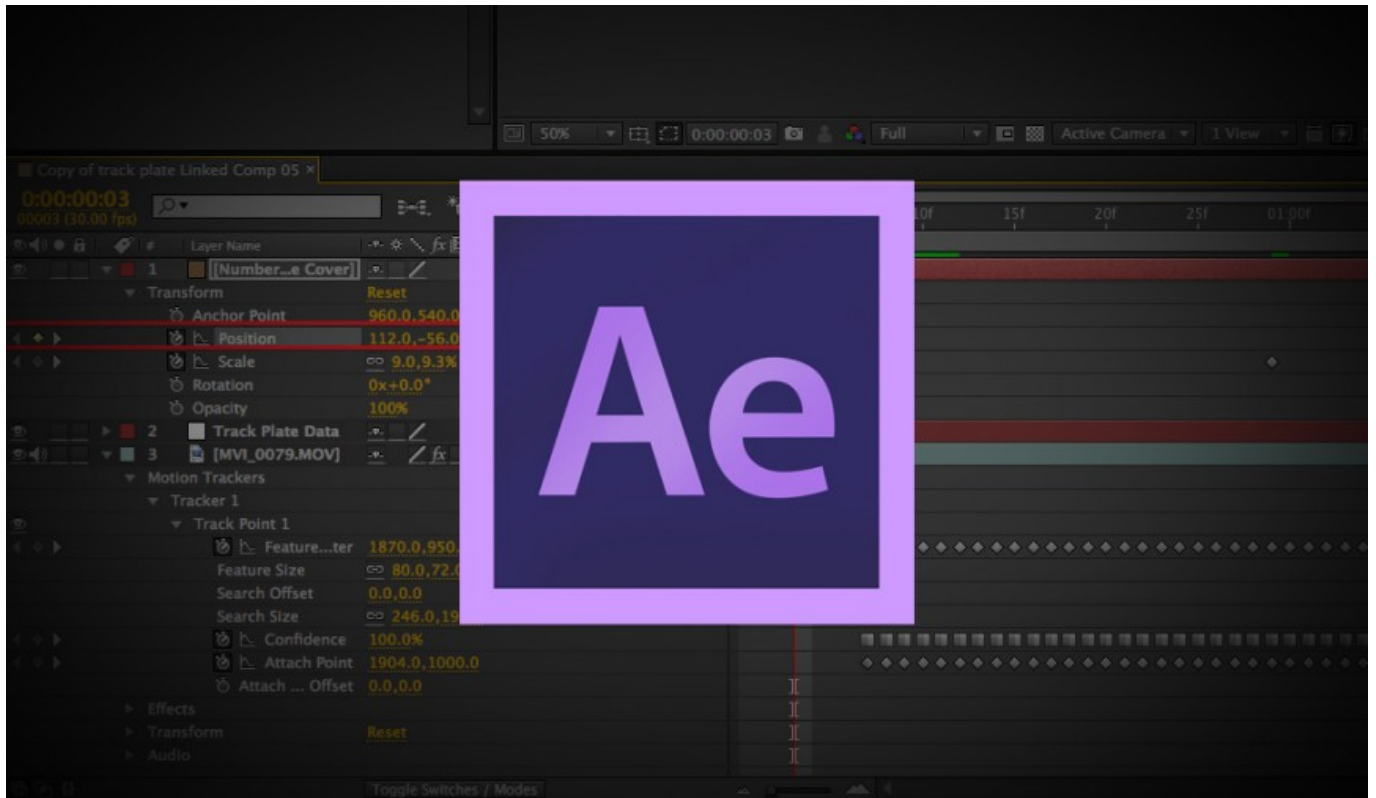 50% 0:00:00:03 Full Active Camera 1 View
Copy of track plate Linked Comp 05 ×
0:00:00:03
00003 (30.00 fps)
10f 15f 20f 25f 01:00f
# Layer Name fx
1 [Number...e Cover]
Transform Reset
Anchor Point 960.0,540.0
Position 112.0,-56.0
Scale 9.0,9.3%
Rotation 0x+0.0°
Opacity 100%
2 Track Plate Data
3 [MVI_0079.MOV] fx
Motion Trackers
Tracker 1
Track Point 1
Feature...ter 1870.0,950.
Feature Size 80.0,72.0
Search Offset 0.0,0.0
Search Size 246.0,19
Confidence 100.0%
Attach Point 1904.0,1000.0
Attach ... Offset 0.0,0.0
Effects
Transform Reset
Audio
Toggle Switches / Modes
Ae